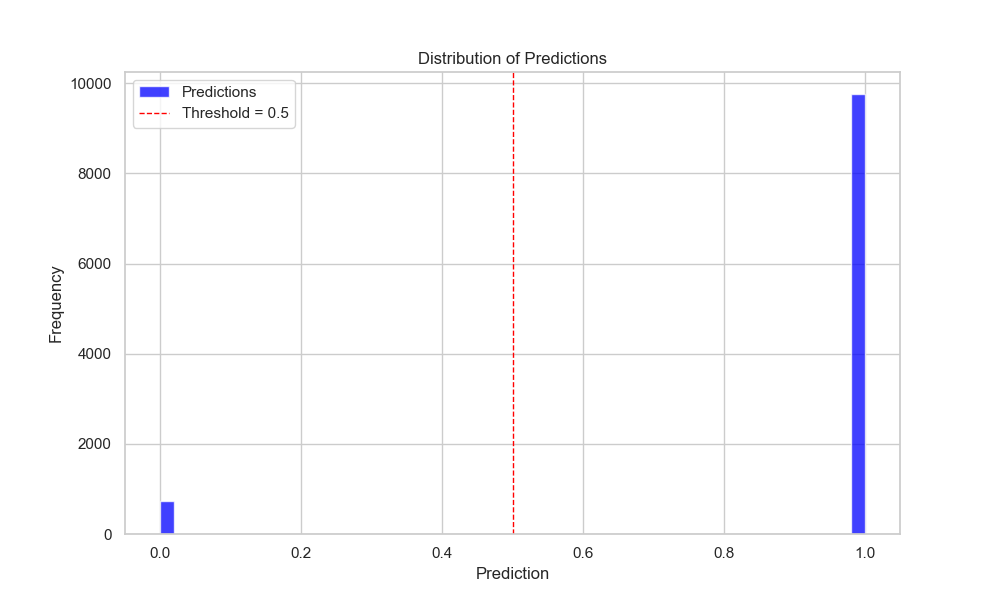 Distribution of Predictions
Predictions
Threshold = 0.5
10000
8000
6000
4000
2000
0
Frequency
0.0 0.2 0.4 0.6 0.8 1.0
Prediction